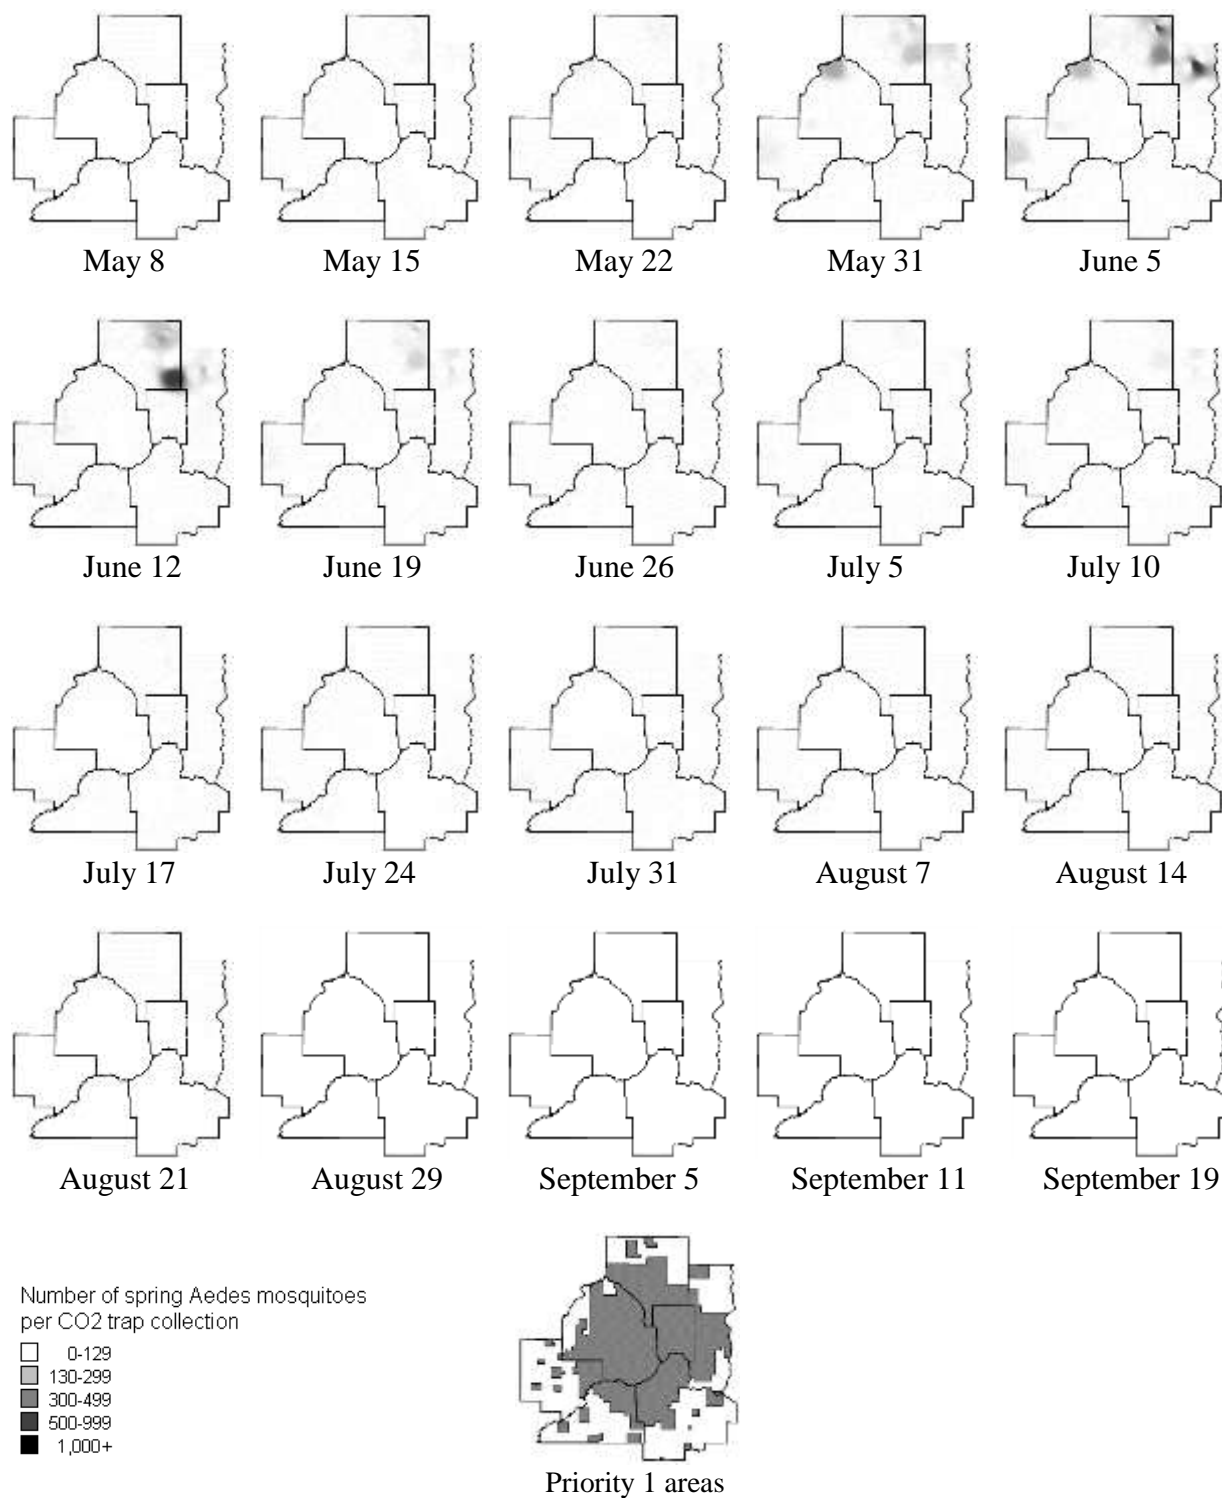 May 8
May 15
May 22
May 31
June 5
June 12
June 19
June 26
July 5
July 10
July 17
July 24
July 31
August 7
August 14
August 21
August 29
September 5
September 11
September 19
Number of spring Aedes mosquitoes
per CO2 trap collection
0-129
130-299
300-499
500-999
1,000+
Priority 1 areas